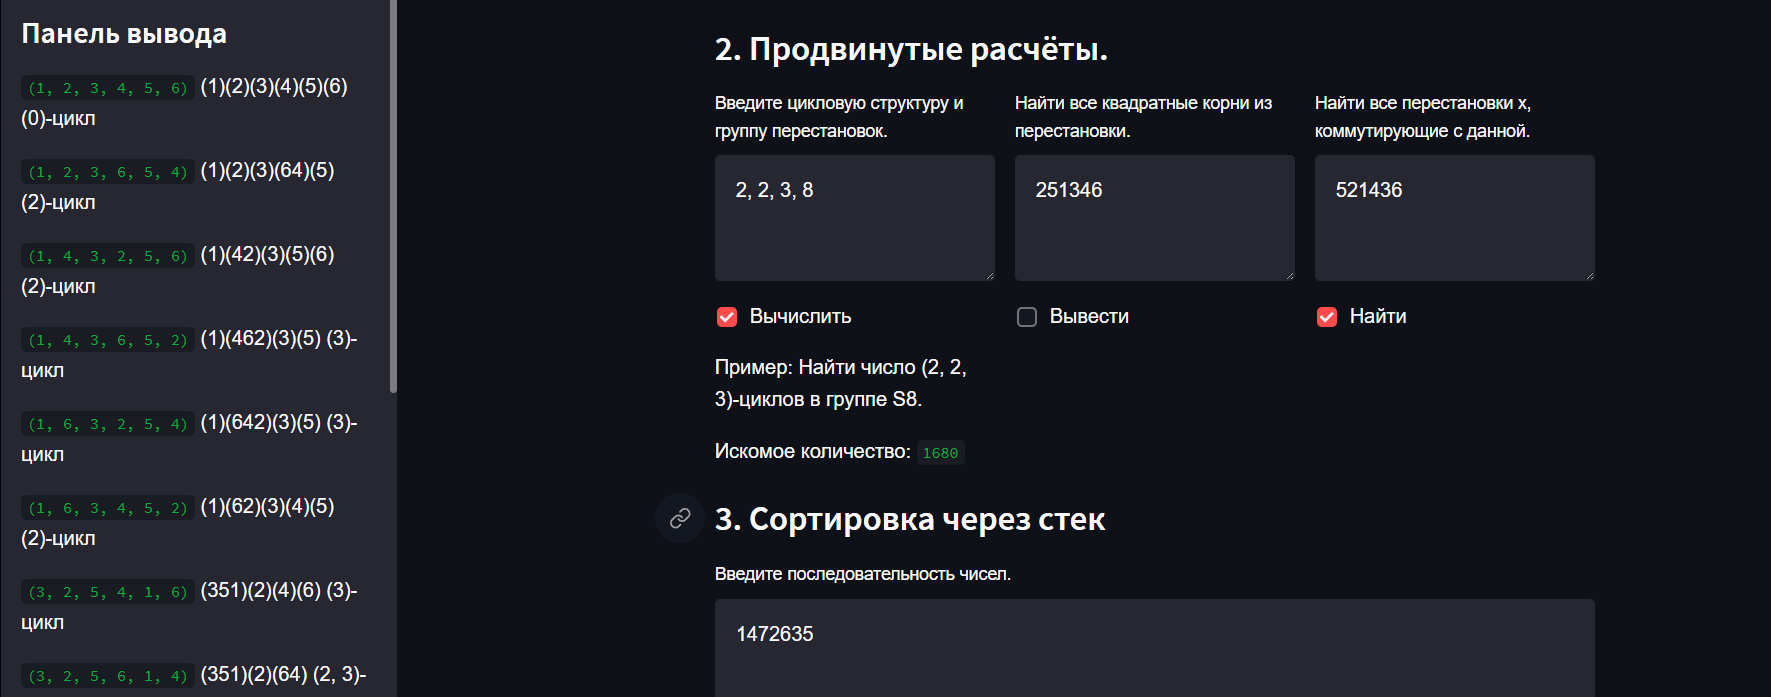 Панель вывода
(1, 2, 3, 4, 5, 6) (1)(2)(3)(4)(5)(6)
(0)-цикл
(1, 2, 3, 6, 5, 4) (1)(2)(3)(64)(5)
(2)-цикл
(1, 4, 3, 2, 5, 6) (1)(42)(3)(5)(6)
(2)-цикл
(1, 4, 3, 6, 5, 2) (1)(462)(3)(5) (3)-
цикл
(1, 6, 3, 2, 5, 4) (1)(642)(3)(5) (3)-
цикл
(1, 6, 3, 4, 5, 2) (1)(62)(3)(4)(5)
(2)-цикл
(3, 2, 5, 4, 1, 6) (351)(2)(4)(6) (3)-
цикл
(3, 2, 5, 6, 1, 4) (351)(2)(64) (2, 3)-
2. Продвинутые расчёты.
Введите цикловую структуру и
группу перестановок.
2, 2, 3, 8
Вычислить
Пример: Найти число (2, 2,
3)-циклов в группе S8.
Искомое количество: 1680
Найти все квадратные корни из
перестановки.
251346
Вывести
Найти все перестановки x,
коммутирующие с данной.
521436
Найти
3. Сортировка через стек
Введите последовательность чисел.
1472635